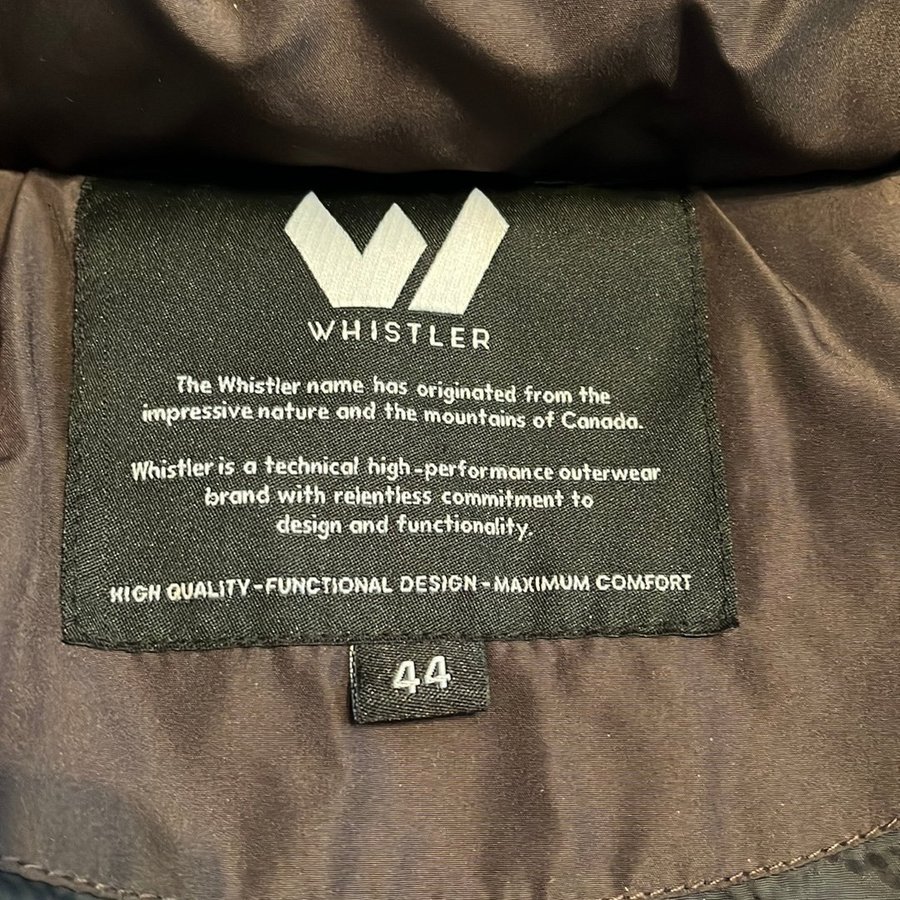 WHISTLER
The Whistler name has originated from the
impressive nature and the mountains of Canada.
Whistler is a technical high-performance outerwear
brand with relentless commitment to
design and functionality.
HIGH QUALITY-FUNCTIONAL DESIGN-MAXIMUM COMFORT
44